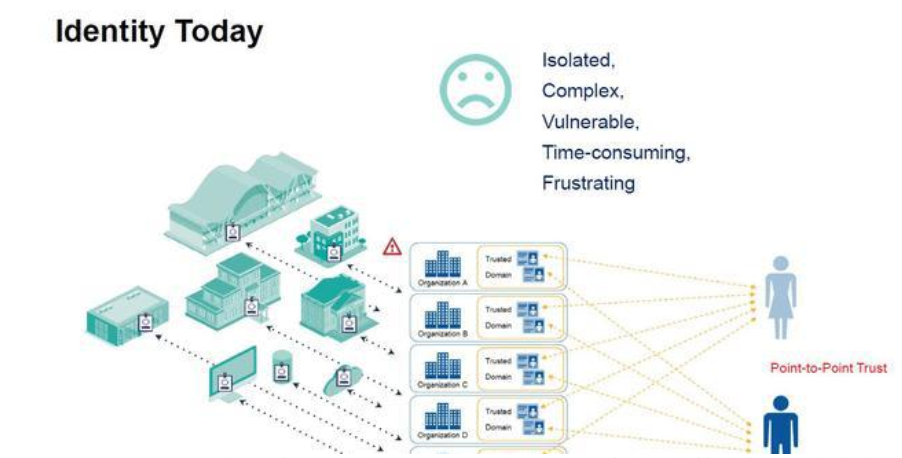 Identity Today
Isolated,
Complex,
Vulnerable,
Time-consuming,
Frustrating
Trusted
Domain
Organization A
Trusted
Domain
Organization B
Trusted
Domain
Organization C
Point-to-Point Trust
Trusted
Domain
Organization D